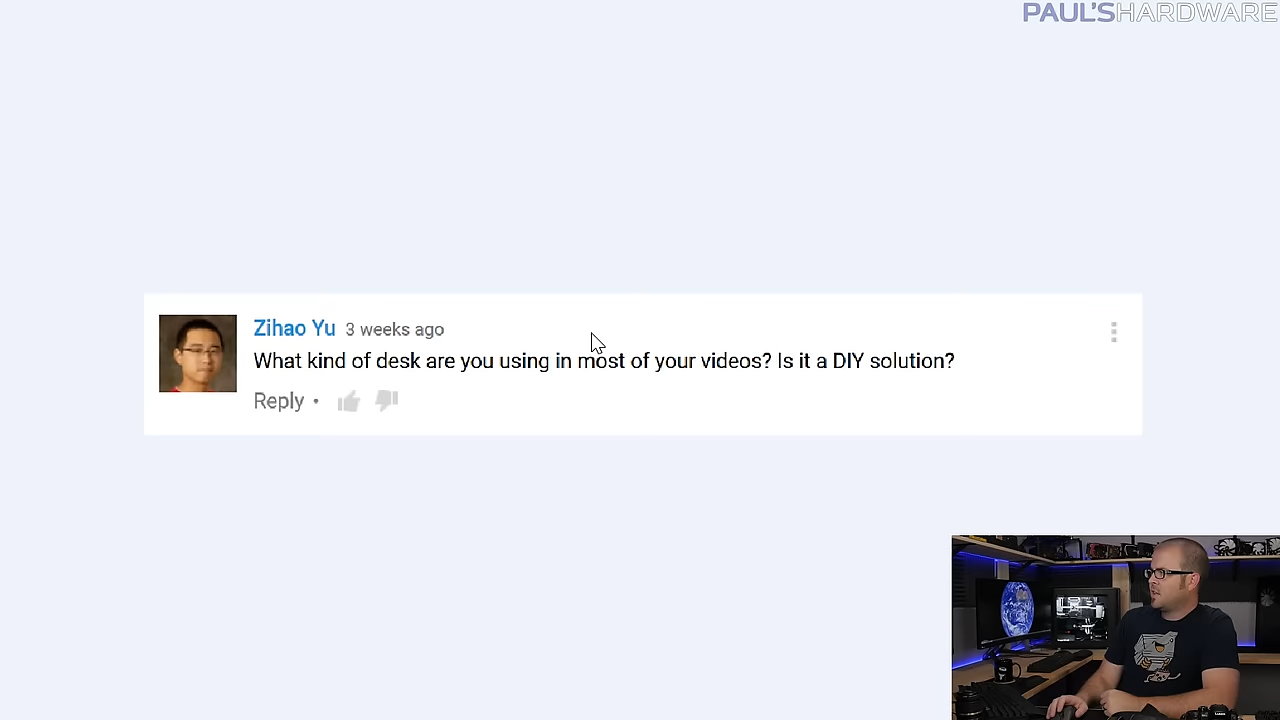 PAUL'SHARDWARE
Zihao Yu 3 weeks ago
What kind of desk are you using in most of your videos? Is it a DIY solution?
Reply •